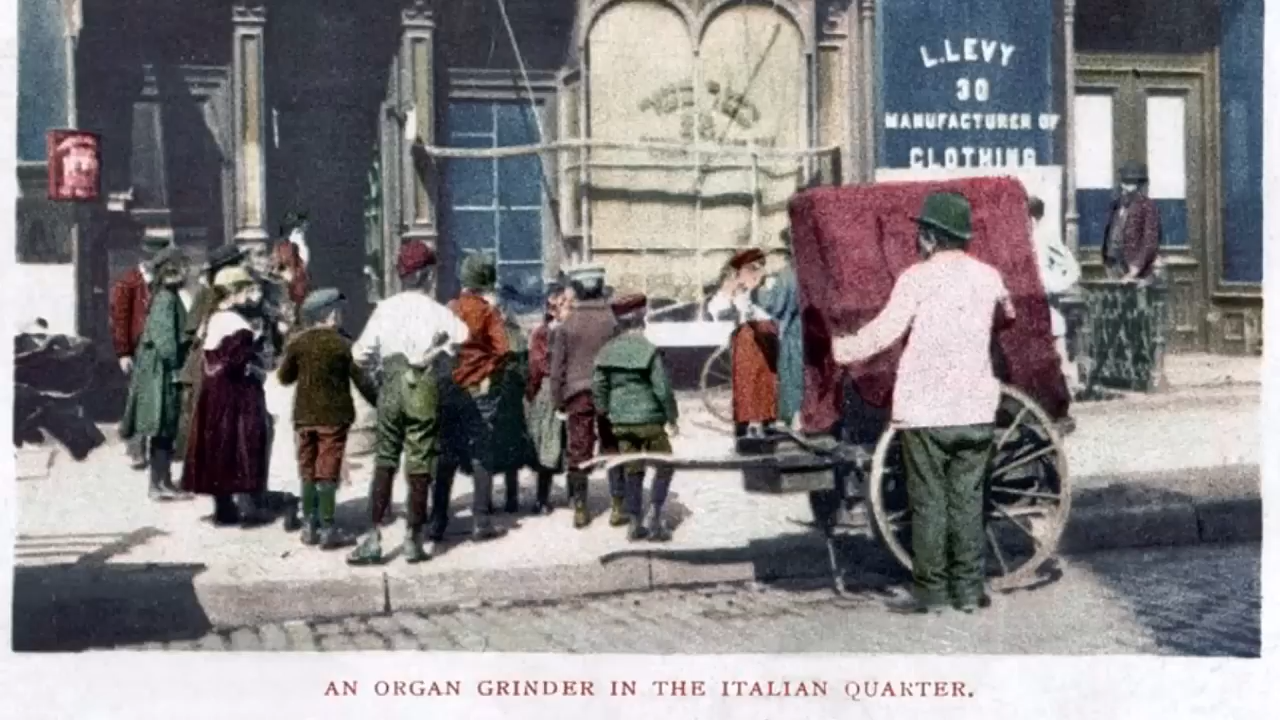 L. LEVY
30
MANUFACTURER OF
CLOTHING
AN ORGAN GRINDER IN THE ITALIAN QUARTER.